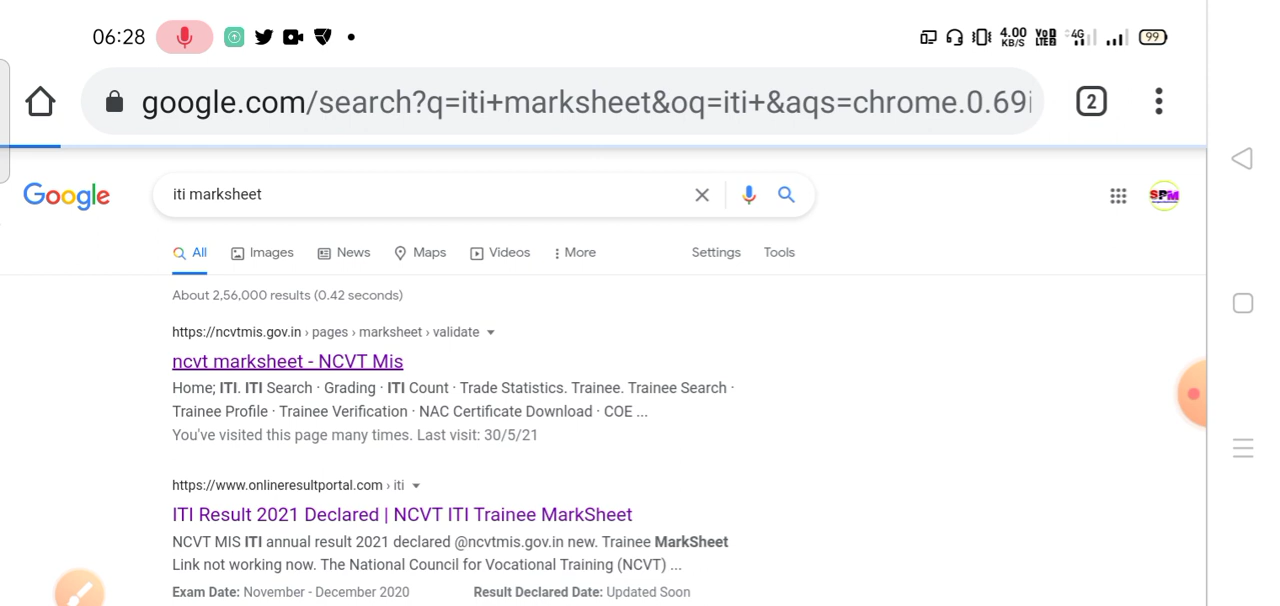 06:28 4.00 KB/S VoD LTE2 4G 99
google.com/search?q=iti+marksheet&oq=iti+&aqs=chrome.0.69i
2
Google iti marksheet SPM
All Images News Maps Videos More Settings Tools
About 2,56,000 results (0.42 seconds)
https://ncvtmis.gov.in › pages › marksheet › validate
ncvt marksheet - NCVT Mis
Home; ITI. ITI Search · Grading · ITI Count · Trade Statistics. Trainee. Trainee Search ·
Trainee Profile · Trainee Verification · NAC Certificate Download · COE ...
You've visited this page many times. Last visit: 30/5/21
https://www.onlineresultportal.com › iti
ITI Result 2021 Declared | NCVT ITI Trainee MarkSheet
NCVT MIS ITI annual result 2021 declared @ncvtmis.gov.in new. Trainee MarkSheet
Link not working now. The National Council for Vocational Training (NCVT) ...
Exam Date: November - December 2020 Result Declared Date: Updated Soon